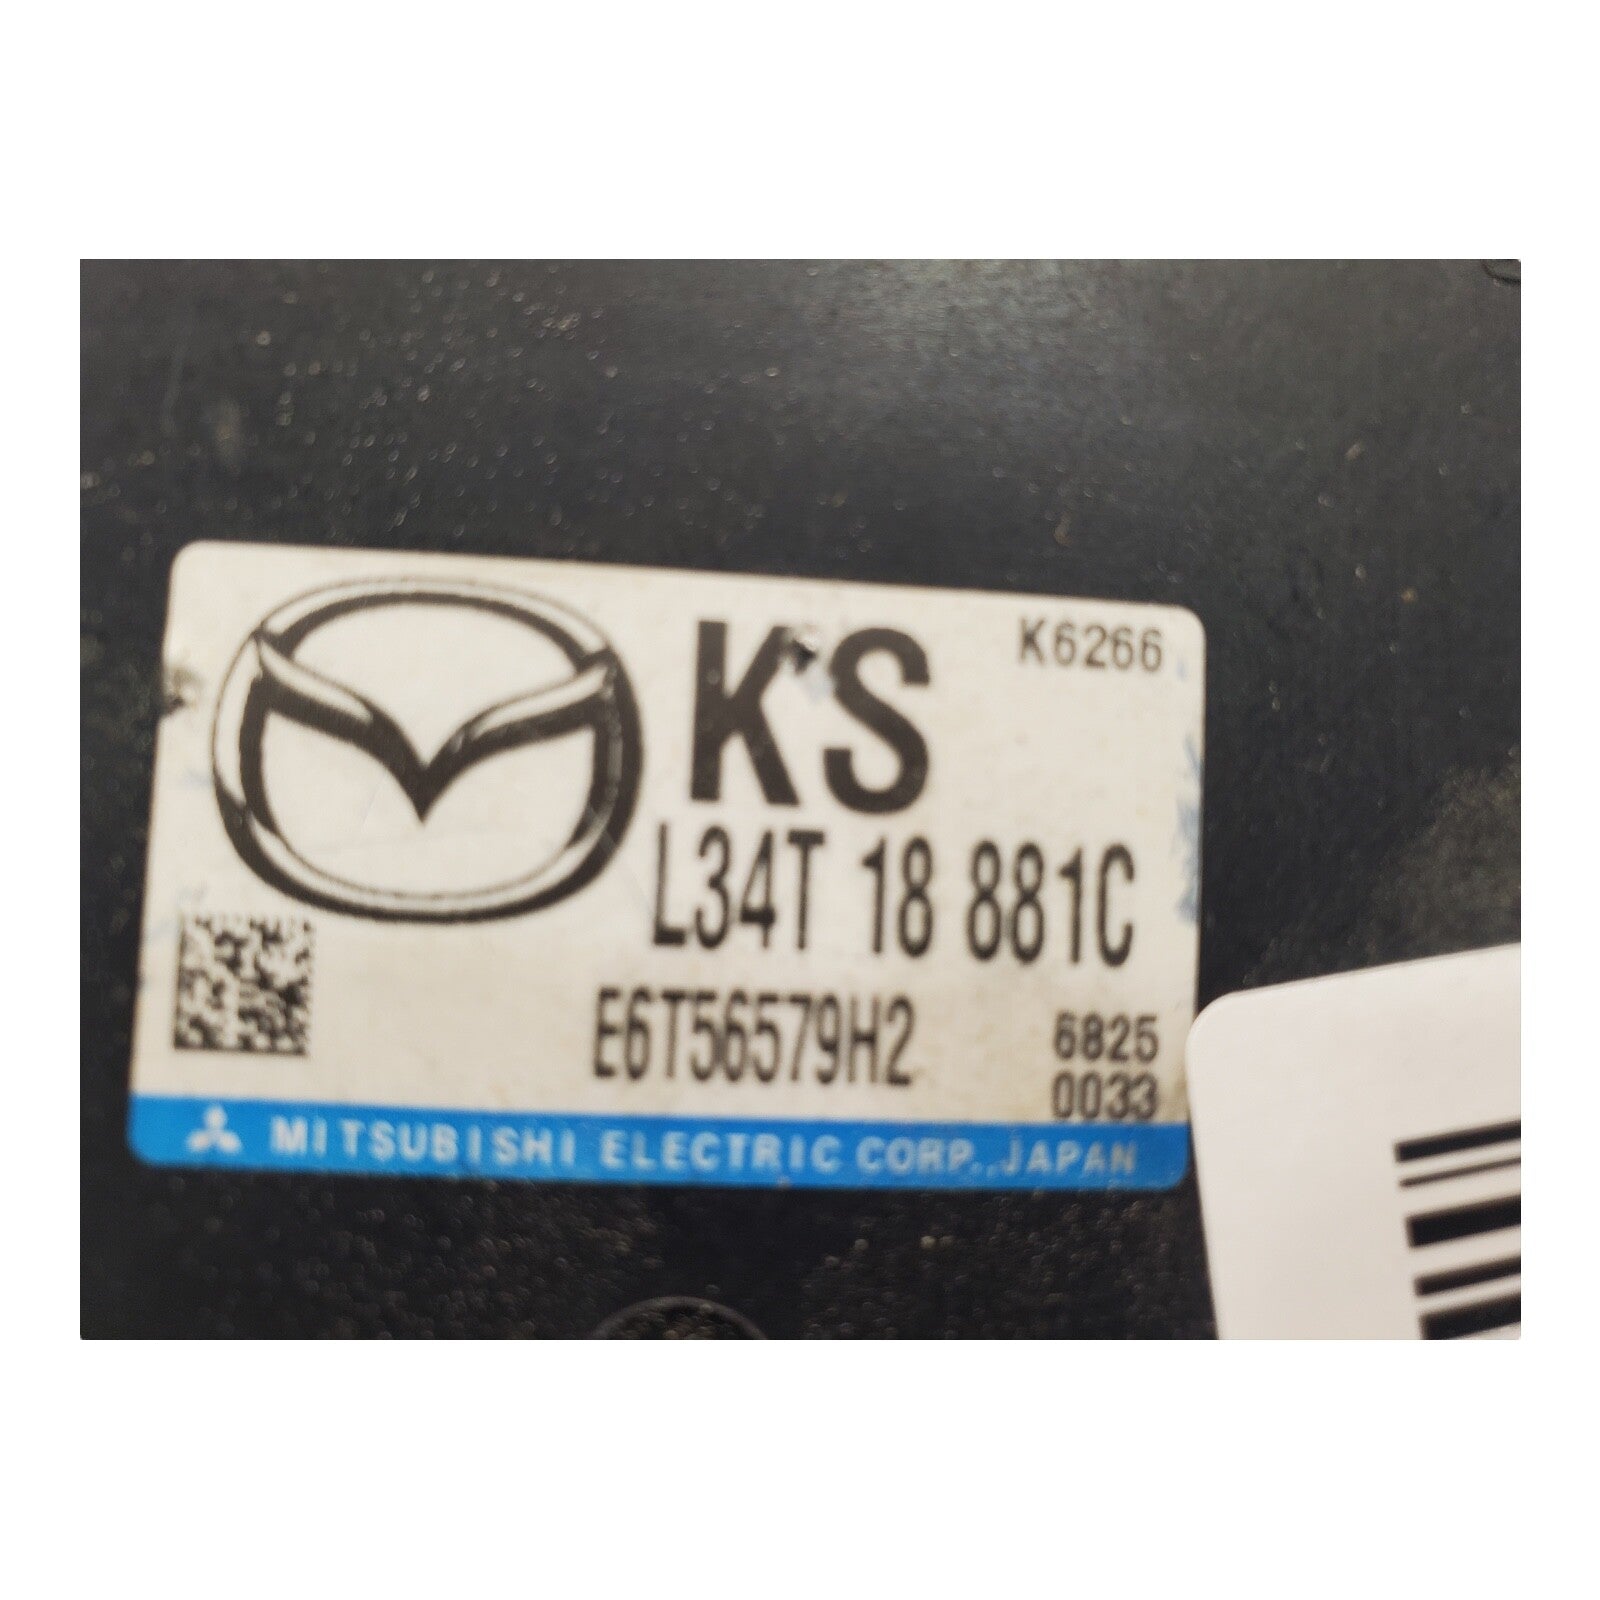 KS
K6266
L34T 18 881C
E6T56579H2
6825
0033
MITSUBISHI ELECTRIC CORP., JAPAN